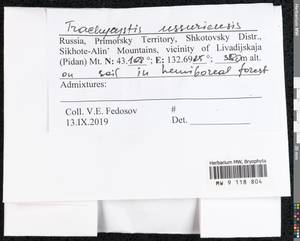 Trachycystis ussuriensis
Russia, Primorsky Territory, Shkotovsky Distr.,
Sikhote-Alin' Mountains, vicinity of Livadijskaja
(Pidan) Mt. N: 43. °; E: 132.69 °; m alt.
on soil in hemiboreal forest
Admixtures:
Coll. V.E. Fedosov #
13.IX.2019 Det.
Herbarium MW, Bryophyta
MW 9 118 804